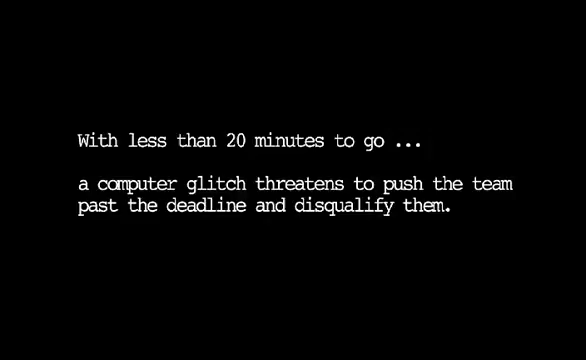 With less than 20 minutes to go ...
a computer glitch threatens to push the team
past the deadline and disqualify them.